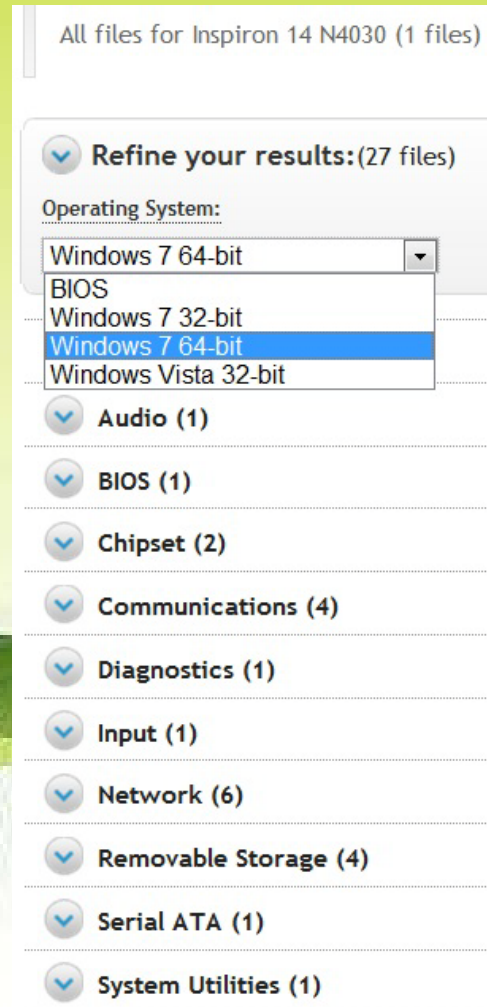 All files for Inspiron 14 N4030 (1 files)
Refine your results:(27 files)
Operating System:
Windows 7 64-bit
BIOS
Windows 7 32-bit
Windows 7 64-bit
Windows Vista 32-bit
Audio (1)
BIOS (1)
Chipset (2)
Communications (4)
Diagnostics (1)
Input (1)
Network (6)
Removable Storage (4)
Serial ATA (1)
System Utilities (1)